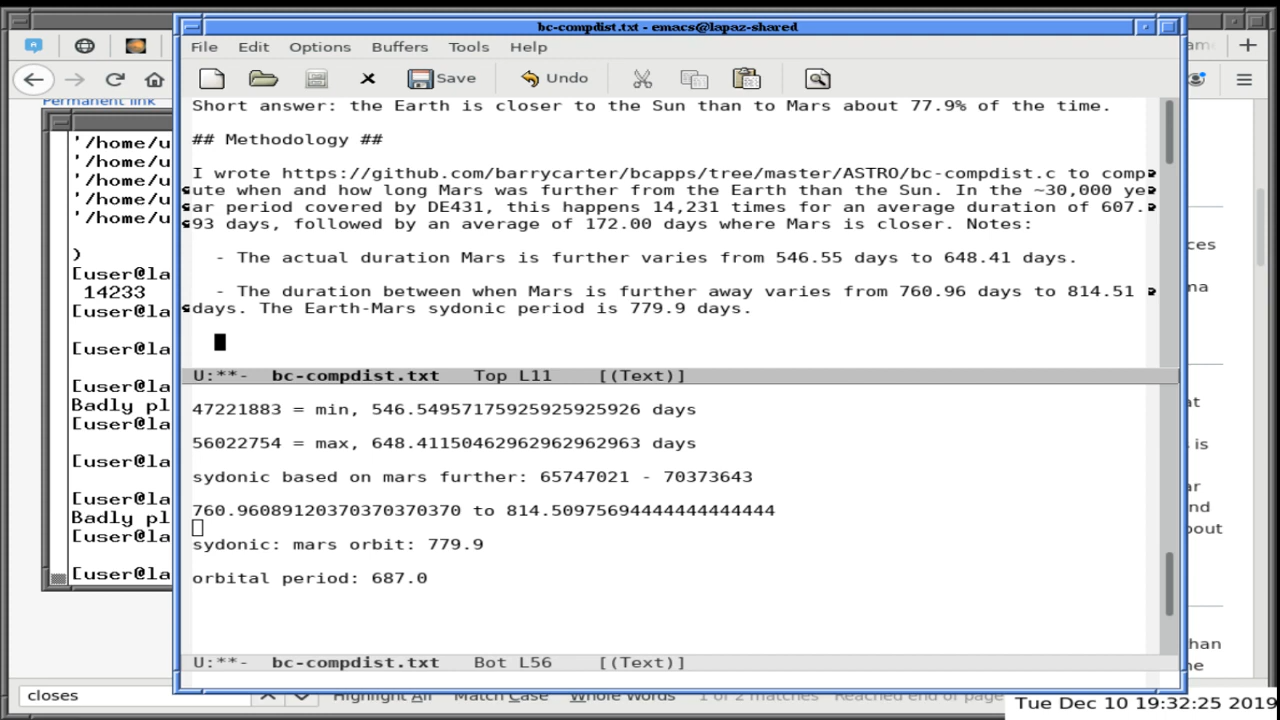 bc-compdist.txt - emacs@lapaz-shared
File Edit Options Buffers Tools Help
Save Undo
Permanent link
Short answer: the Earth is closer to the Sun than to Mars about 77.9% of the time.
## Methodology ##
I wrote https://github.com/barrycarter/bcapps/tree/master/ASTRO/bc-compdist.c to comp
ute when and how long Mars was further from the Earth than the Sun. In the ~30,000 ye
ar period covered by DE431, this happens 14,231 times for an average duration of 607.
93 days, followed by an average of 172.00 days where Mars is closer. Notes:
- The actual duration Mars is further varies from 546.55 days to 648.41 days.
- The duration between when Mars is further away varies from 760.96 days to 814.51
days. The Earth-Mars sydonic period is 779.9 days.
U:**- bc-compdist.txt Top L11 [(Text)]
47221883 = min, 546.54957175925925925926 days
56022754 = max, 648.41150462962962962963 days
sydonic based on mars further: 65747021 - 70373643
760.96089120370370370370 to 814.50975694444444444444
sydonic: mars orbit: 779.9
orbital period: 687.0
U:**- bc-compdist.txt Bot L56 [(Text)]
'/home/u
'/home/u
'/home/u
'/home/u
'/home/u
)
[user@la
14233
[user@la
[user@la
[user@la
Badly pl
[user@la
[user@la
[user@la
Badly pl
[user@la
[user@la
closes
Highlight All Match Case Whole Words 1 of 2 matches Reached end of page
Tue Dec 10 19:32:25 2019